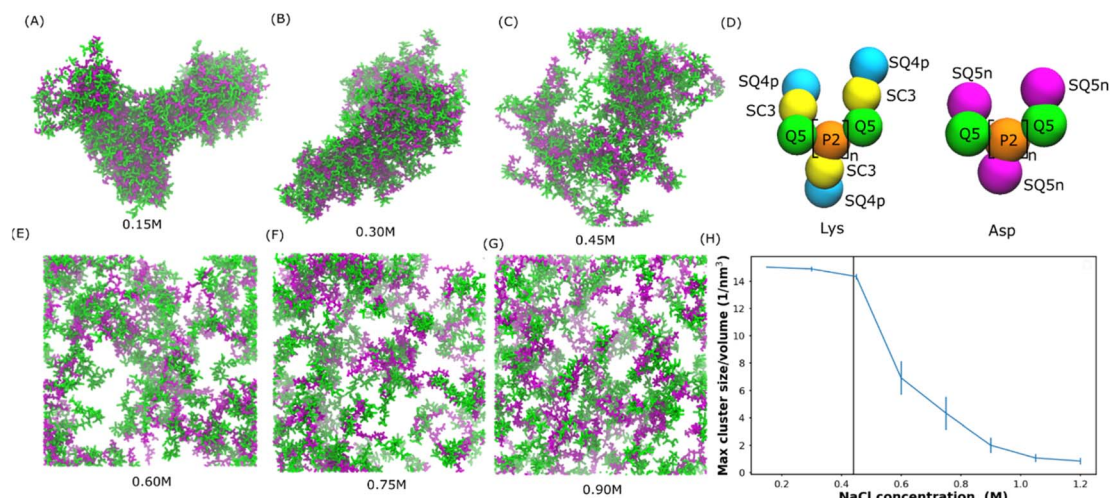 (A)
(B)
(C)
(D)
0.15M
0.30M
0.45M
SQ4p
SQ4p
SC3
SC3
Q5
P2
Q5
n
SC3
SQ4p
Lys
SQ5n
SQ5n
Q5
P2
Q5
n
SQ5n
Asp
(E)
(F)
(G)
(H)
0.60M
0.75M
0.90M
Max cluster size/volume (1/nm³)
14
12
10
8
6
4
2
0
0.2
0.4
0.6
0.8
1.0
1.2
NaCl concentration (M)